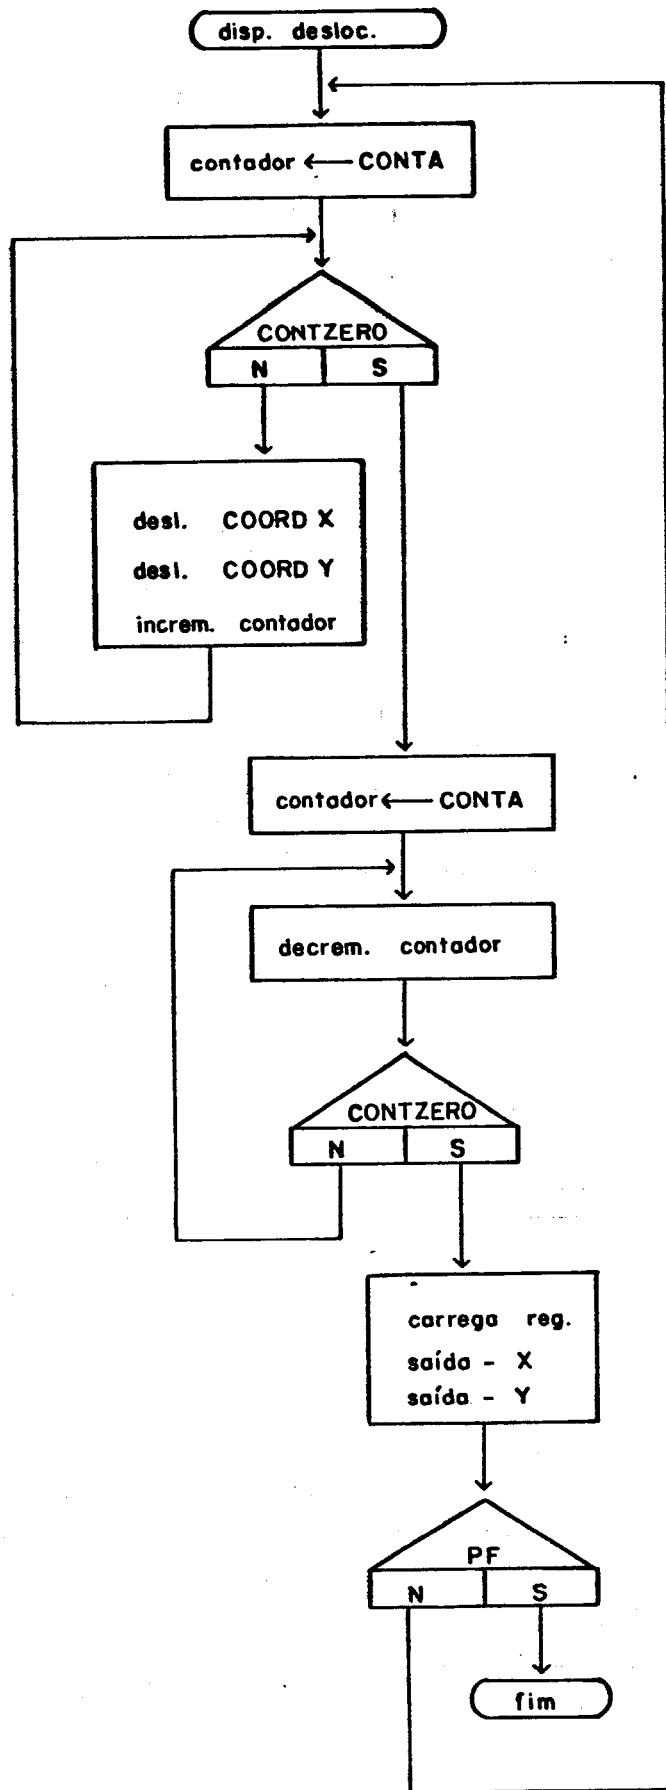 disp. desloc.
contador ← CONTA
CONTZERO
N S
desl. COORD X
desl. COORD Y
increm. contador
contador ← CONTA
decrem. contador
CONTZERO
N S
carrega reg.
saída - X
saída - Y
PF
N S
fim